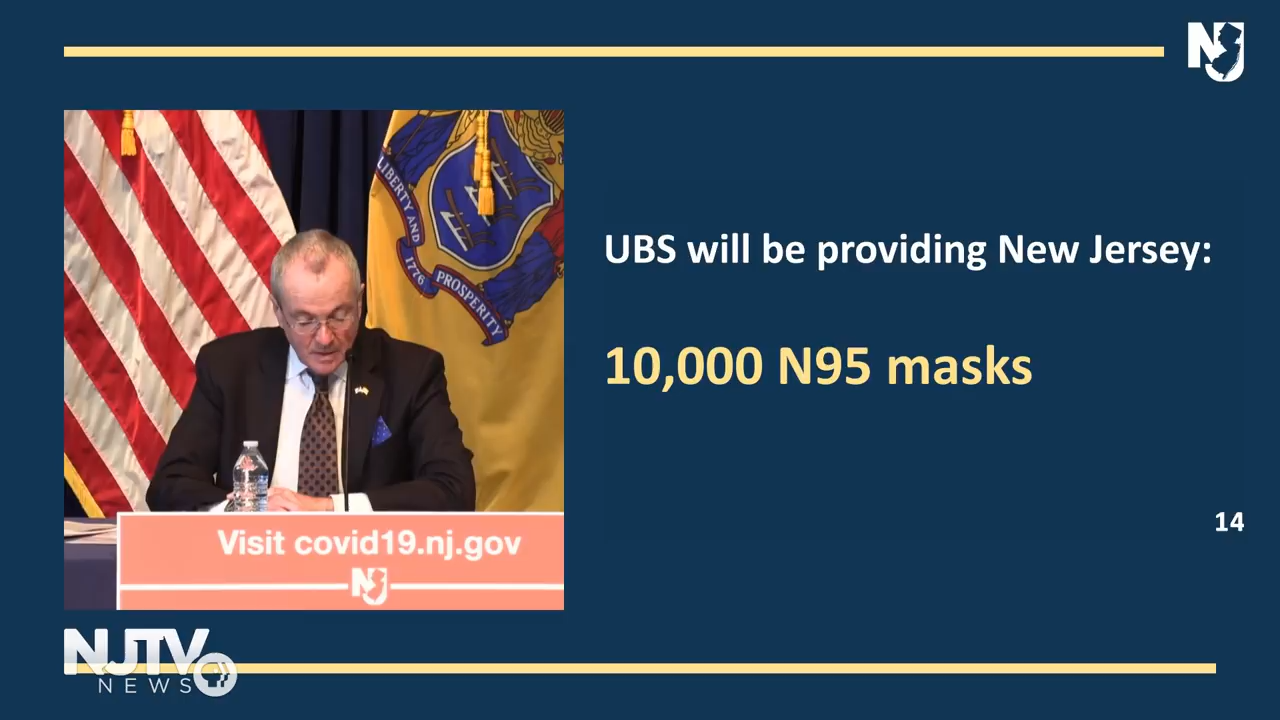 NJ
LIBERTY AND
1776
PROSPERITY
UBS will be providing New Jersey:
10,000 N95 masks
14
Visit covid19.nj.gov
NJ
NJTV
NEWS